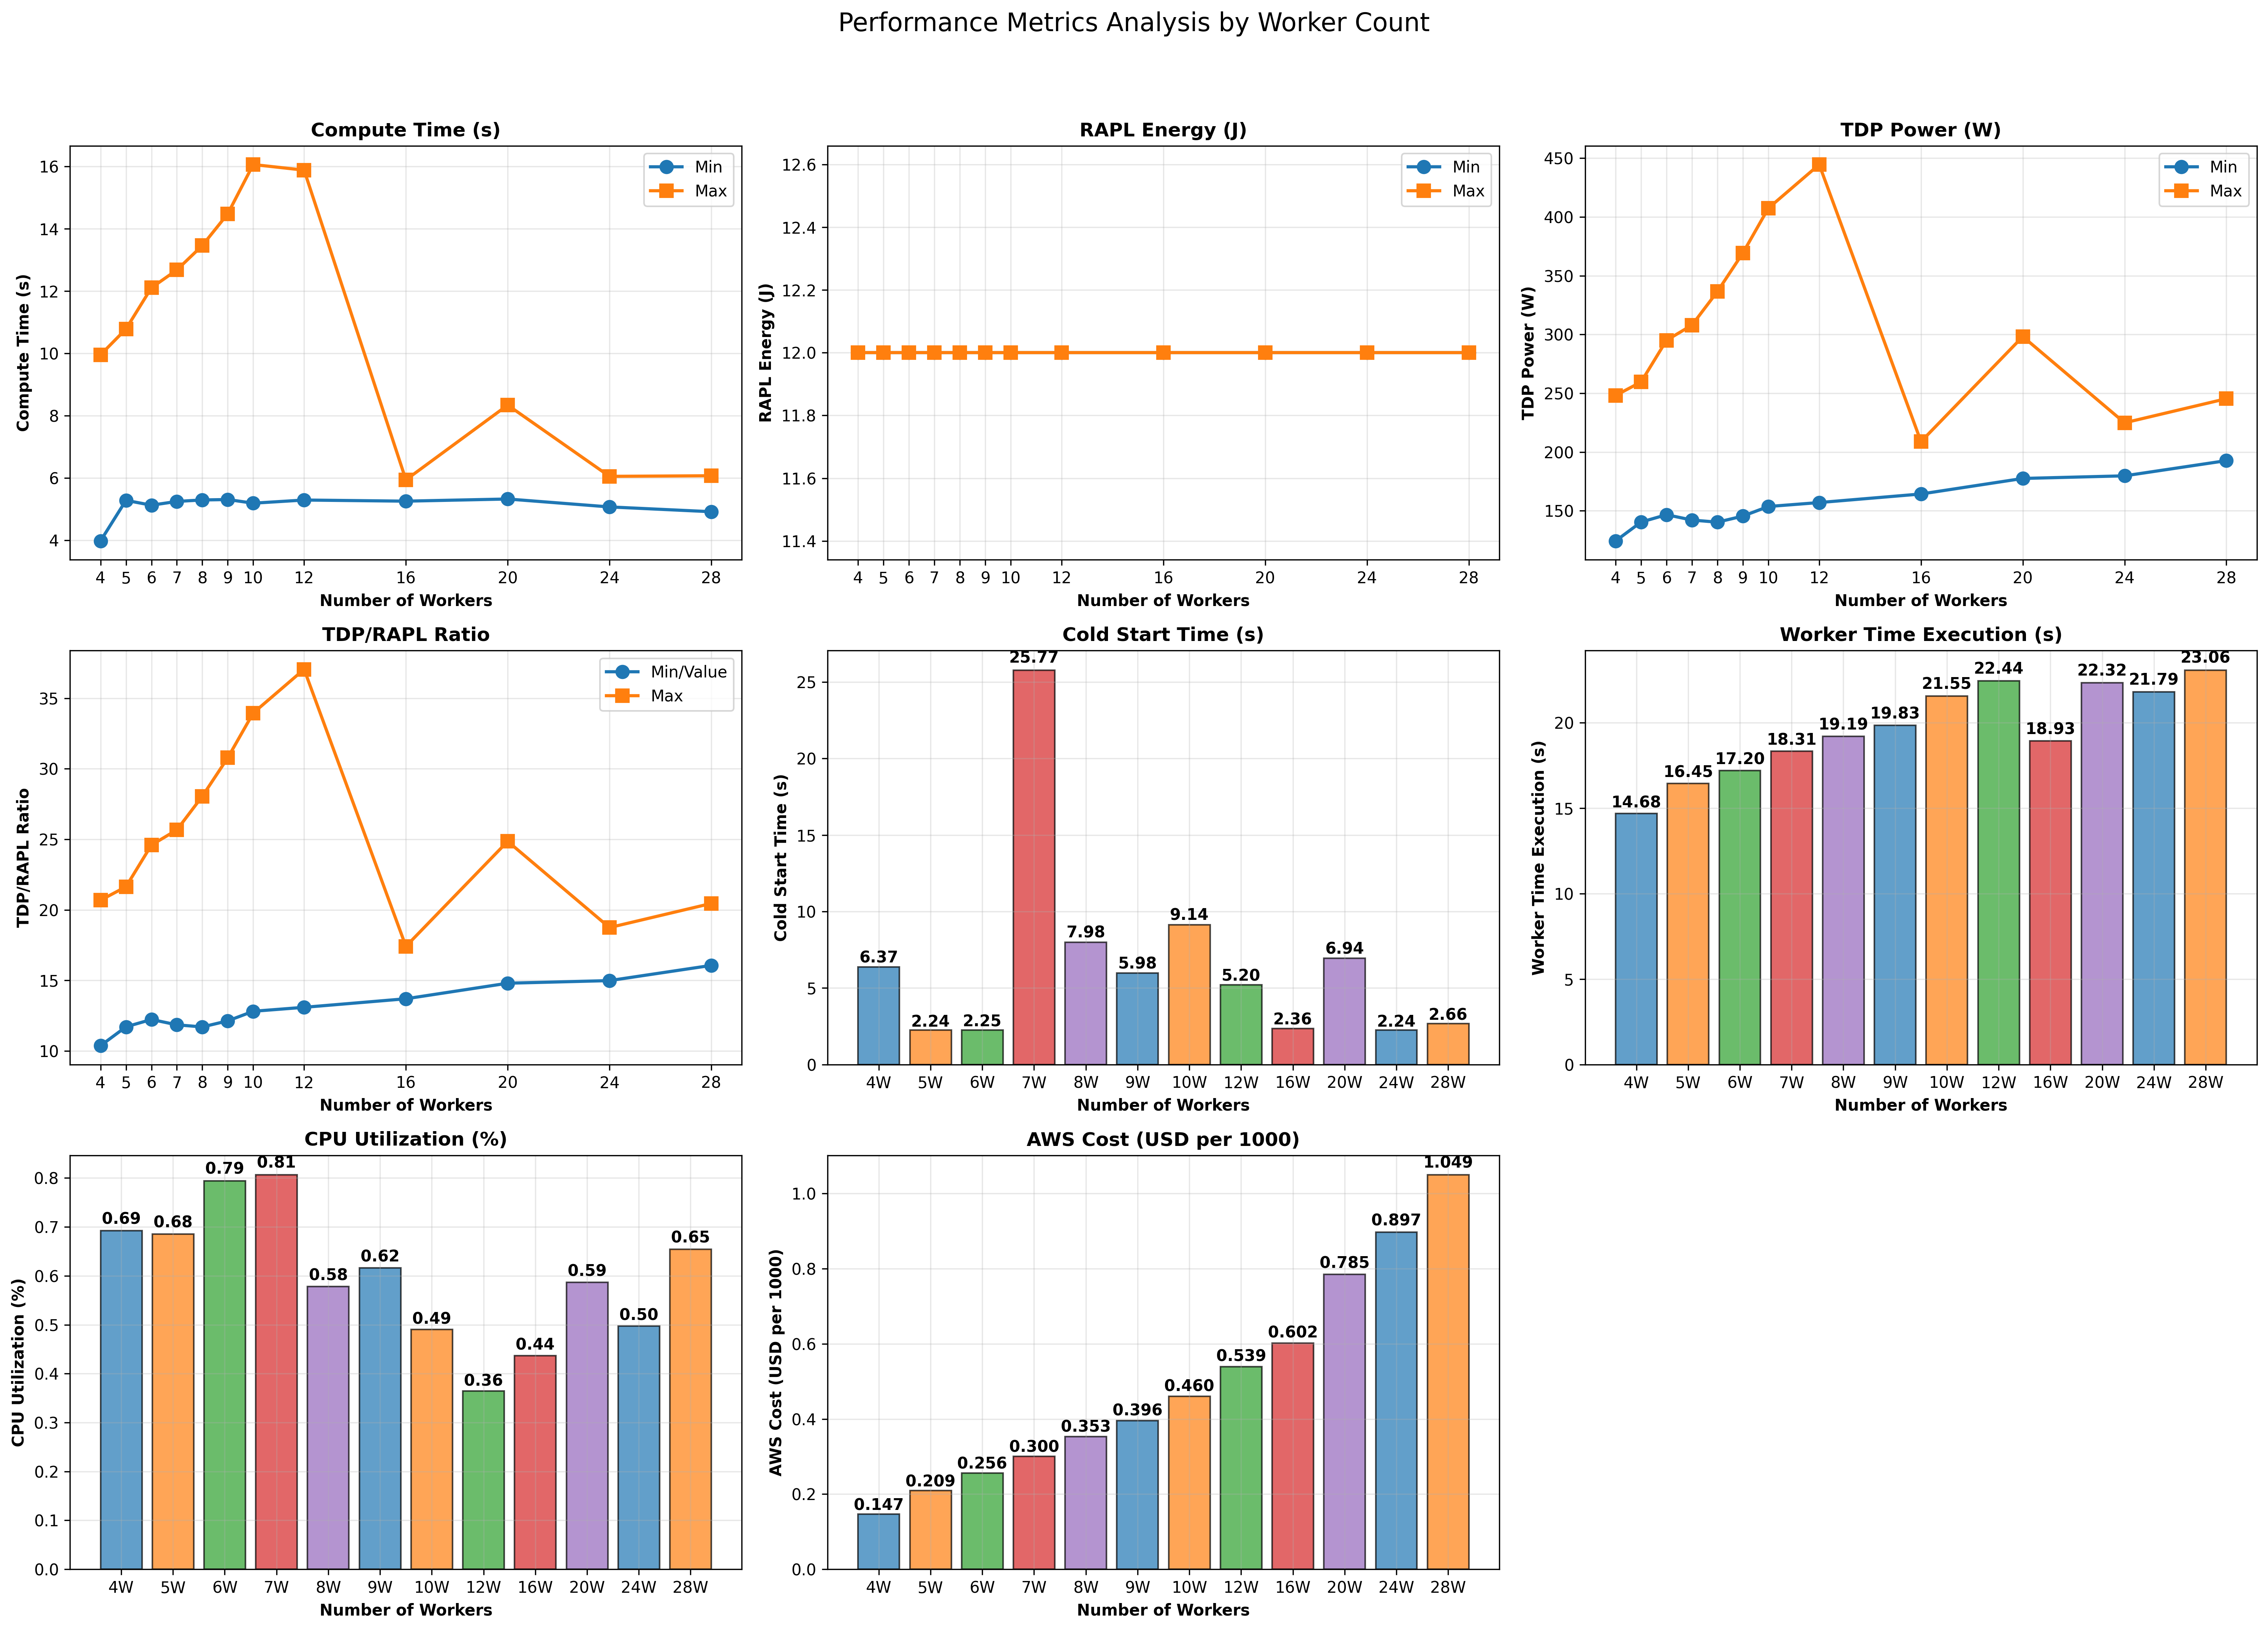 Performance Metrics Analysis by Worker Count
Compute Time (s)
Compute Time (s)
16
14
12
10
8
6
4
Min
Max
4 5 6 7 8 9 10 12 16 20 24 28
Number of Workers
RAPL Energy (J)
RAPL Energy (J)
12.6
12.4
12.2
12.0
11.8
11.6
11.4
Min
Max
4 5 6 7 8 9 10 12 16 20 24 28
Number of Workers
TDP Power (W)
TDP Power (W)
450
400
350
300
250
200
150
Min
Max
4 5 6 7 8 9 10 12 16 20 24 28
Number of Workers
TDP/RAPL Ratio
TDP/RAPL Ratio
35
30
25
20
15
10
Min/Value
Max
4 5 6 7 8 9 10 12 16 20 24 28
Number of Workers
Cold Start Time (s)
Cold Start Time (s)
25
20
15
10
5
0
6.37 2.24 2.25 25.77 7.98 5.98 9.14 5.20 2.36 6.94 2.24 2.66
4W 5W 6W 7W 8W 9W 10W 12W 16W 20W 24W 28W
Number of Workers
Worker Time Execution (s)
Worker Time Execution (s)
20
15
10
5
0
14.68 16.45 17.20 18.31 19.19 19.83 21.55 22.44 18.93 22.32 21.79 23.06
4W 5W 6W 7W 8W 9W 10W 12W 16W 20W 24W 28W
Number of Workers
CPU Utilization (%)
CPU Utilization (%)
0.8
0.7
0.6
0.5
0.4
0.3
0.2
0.1
0.0
0.69 0.68 0.79 0.81 0.58 0.62 0.49 0.36 0.44 0.59 0.50 0.65
4W 5W 6W 7W 8W 9W 10W 12W 16W 20W 24W 28W
Number of Workers
AWS Cost (USD per 1000)
AWS Cost (USD per 1000)
1.0
0.8
0.6
0.4
0.2
0.0
0.147 0.209 0.256 0.300 0.353 0.396 0.460 0.539 0.602 0.785 0.897 1.049
4W 5W 6W 7W 8W 9W 10W 12W 16W 20W 24W 28W
Number of Workers